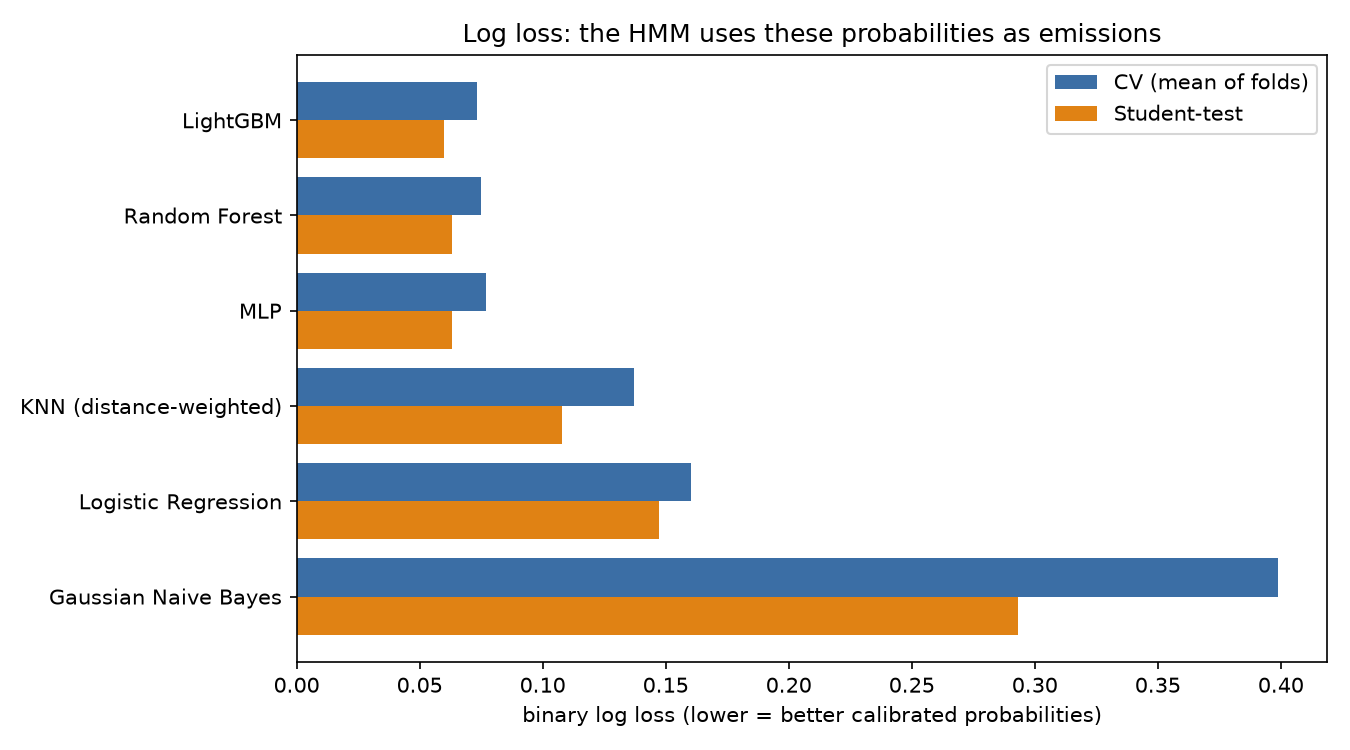 Log loss: the HMM uses these probabilities as emissions
CV (mean of folds)
Student-test
LightGBM
Random Forest
MLP
KNN (distance-weighted)
Logistic Regression
Gaussian Naive Bayes
0.00 0.05 0.10 0.15 0.20 0.25 0.30 0.35 0.40
binary log loss (lower = better calibrated probabilities)